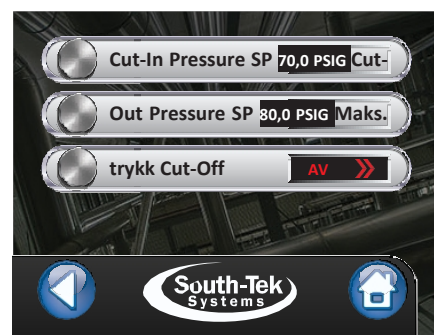 Cut-In Pressure SP 70,0 PSIG Cut-
Out Pressure SP 80,0 PSIG Maks.
trykk Cut-Off AV
South-Tek
Systems